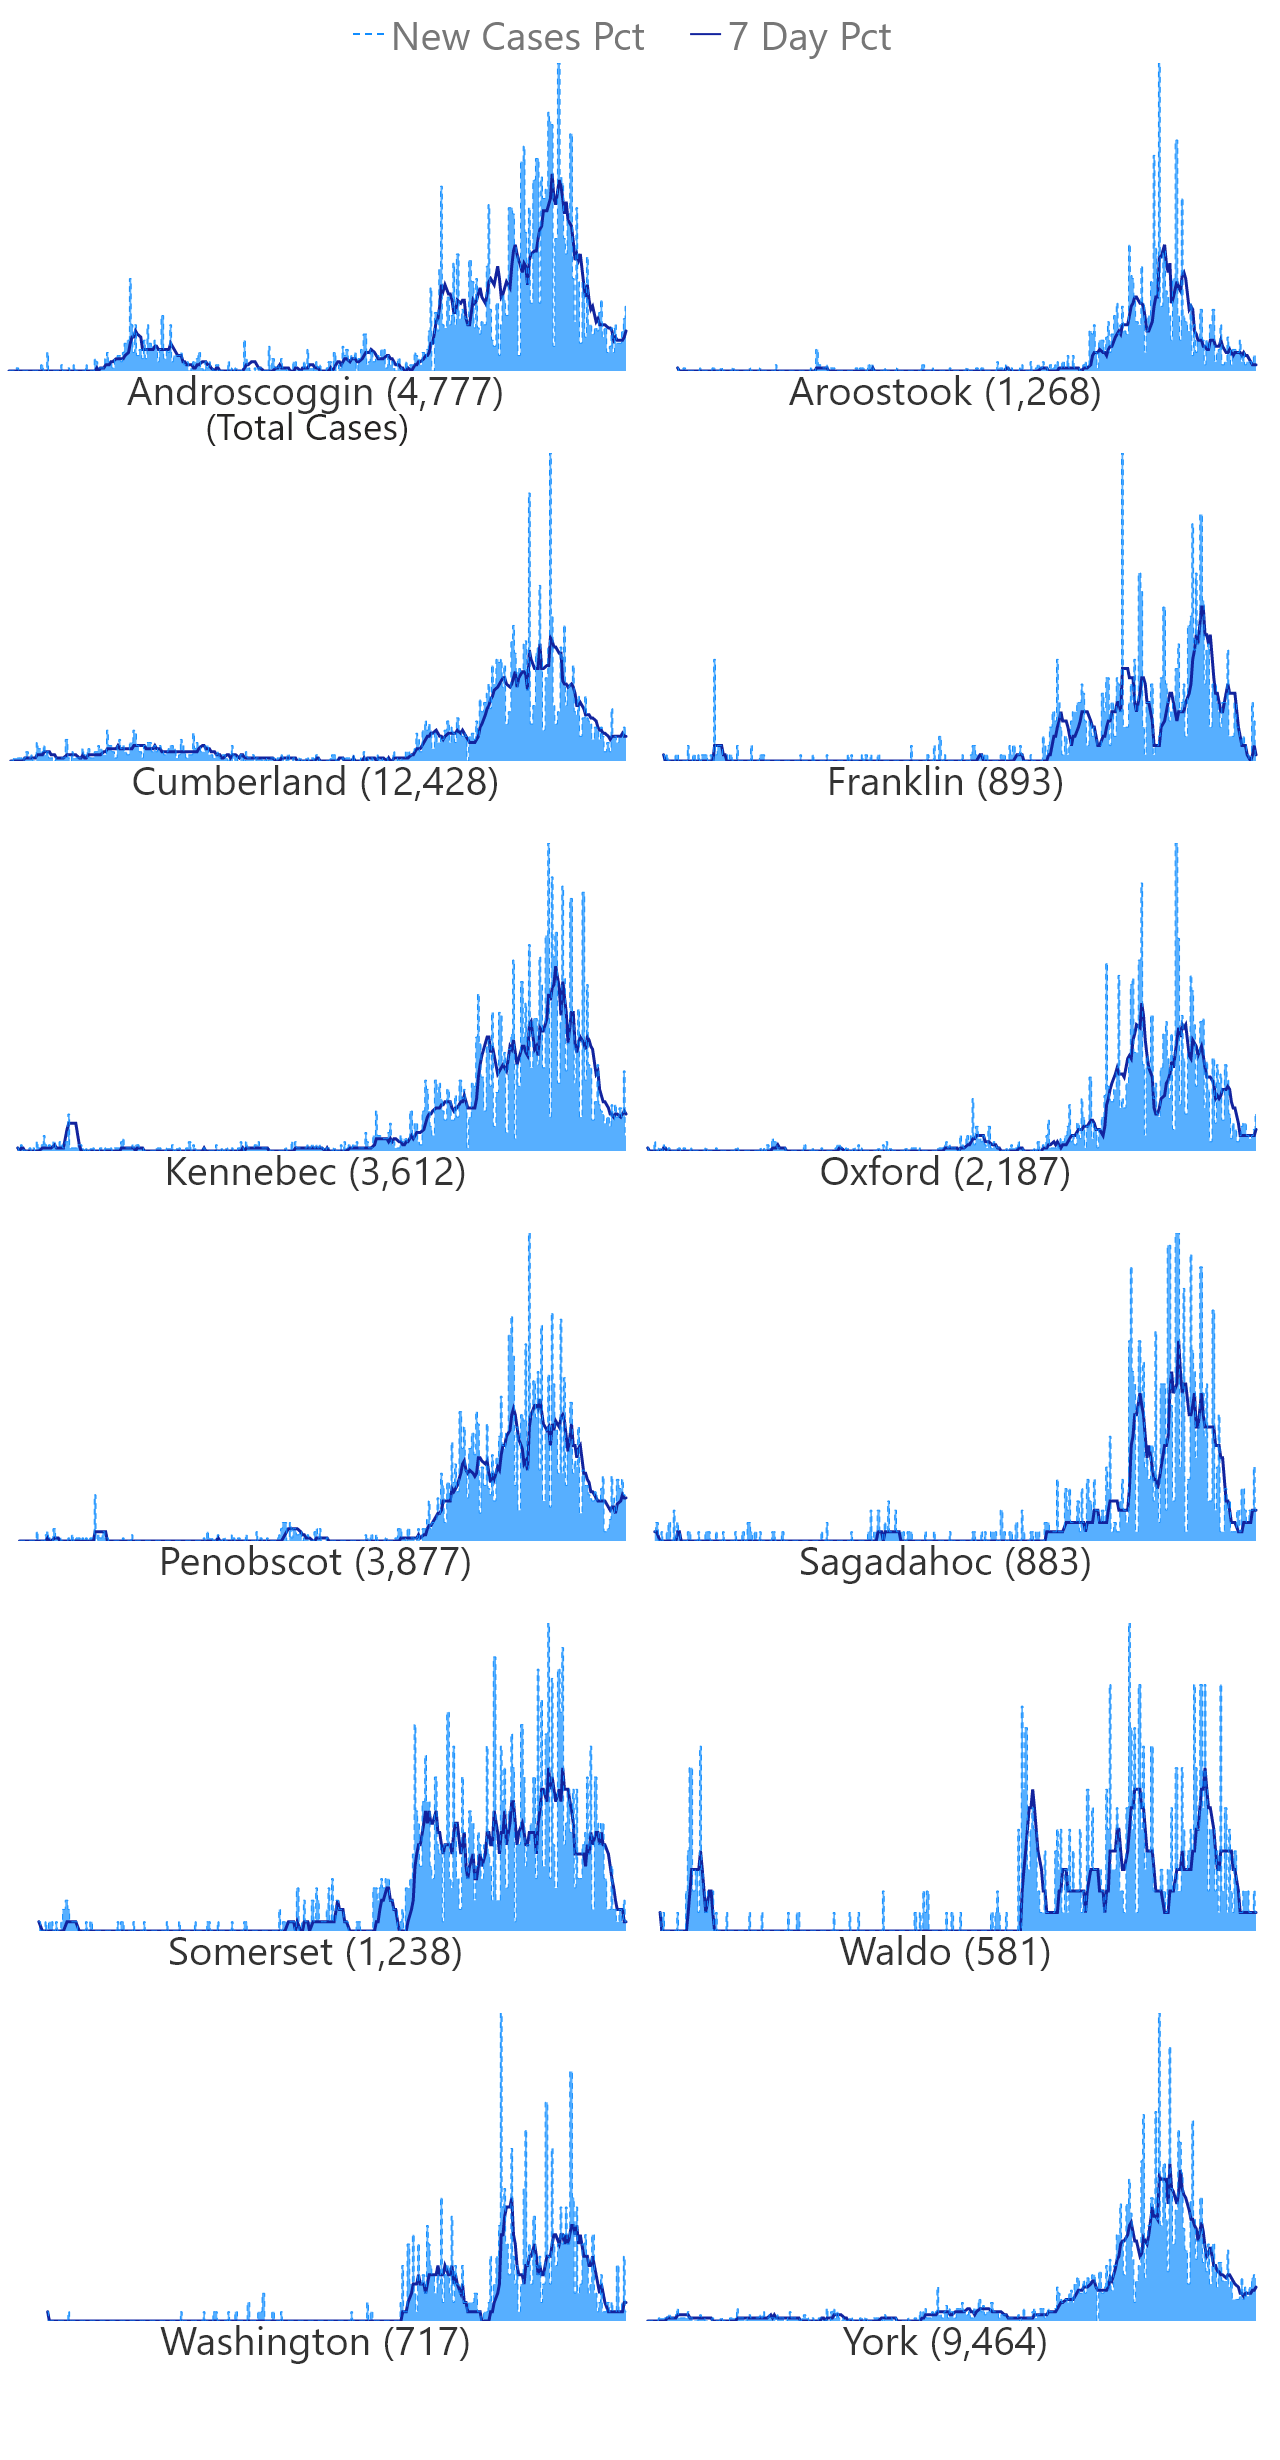 New Cases Pct 7 Day Pct
Androscoggin (4,777)
(Total Cases)
Aroostook (1,268)
Cumberland (12,428)
Franklin (893)
Kennebec (3,612)
Oxford (2,187)
Penobscot (3,877)
Sagadahoc (883)
Somerset (1,238)
Waldo (581)
Washington (717)
York (9,464)